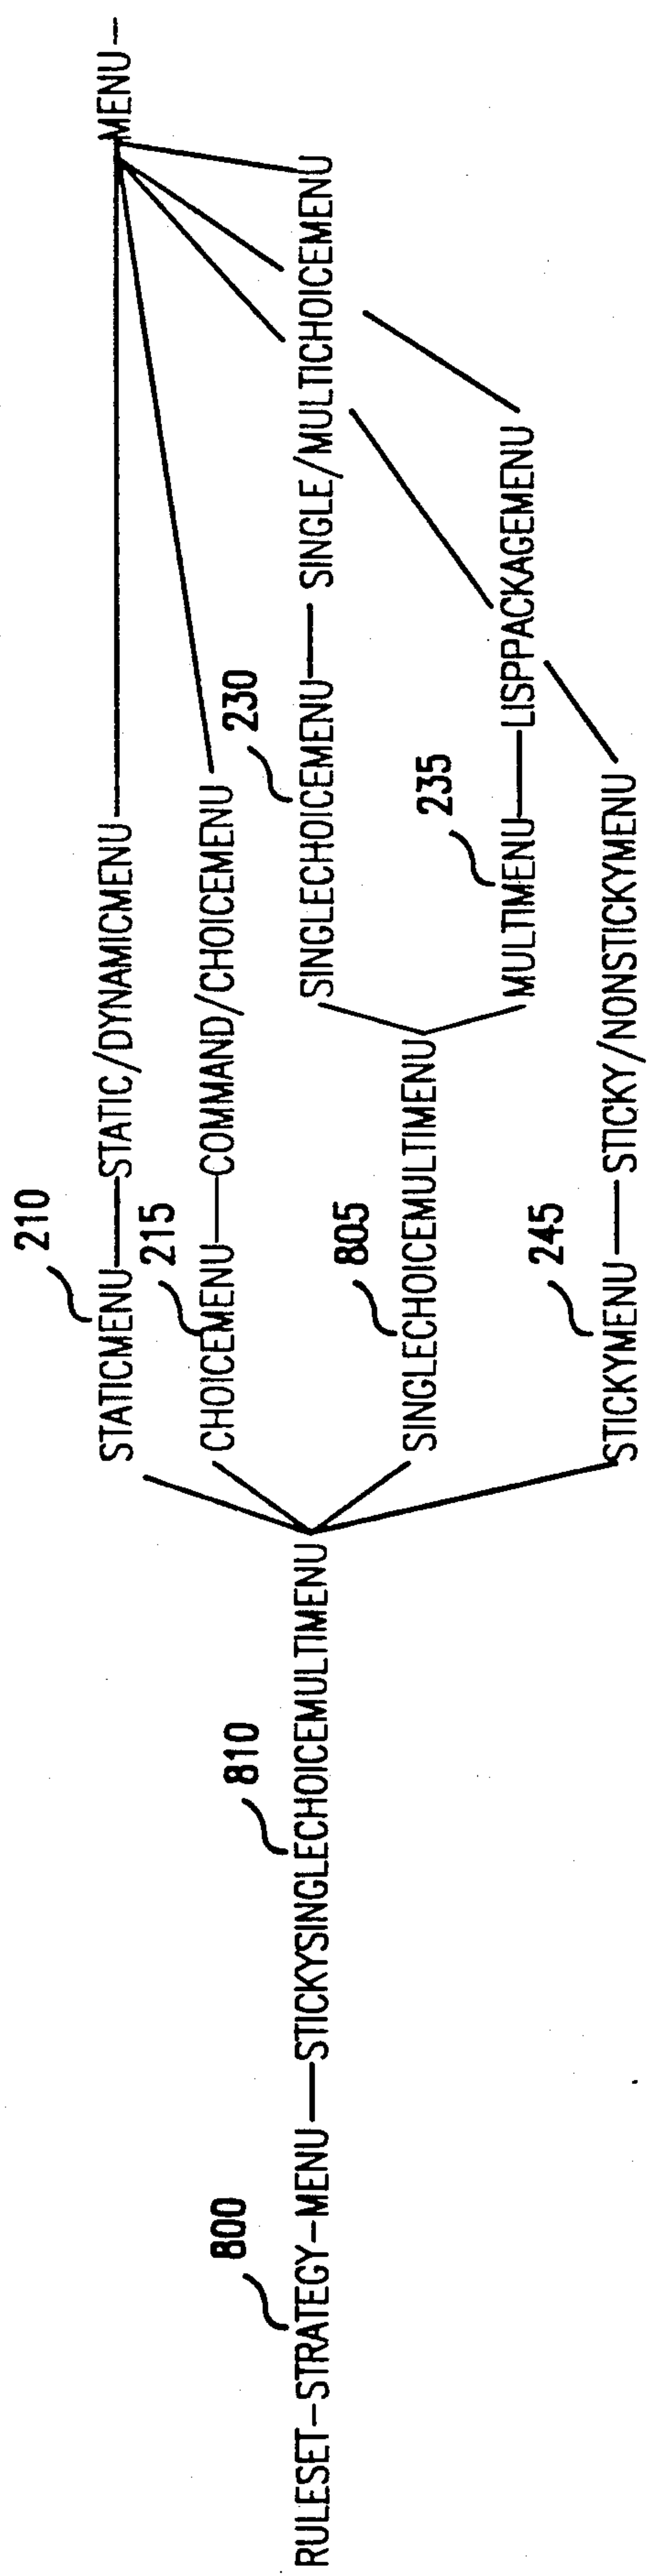 210
STATICMENU—STATIC/DYNAMICMENU MENU—
215
CHOICEMENU—COMMAND/CHOICEMENU
230
SINGLECHOICEMENU—SINGLE/MULTICHOICEMENU
800
810
RULESET-STRATEGY-MENU—STICKYSINGLECHOICEMULTIMENU
805
SINGLECHOICEMULTIMENU
235
MULTIMENU—LISPPACKAGEMENU
245
STICKYMENU—STICKY/NONSTICKYMENU